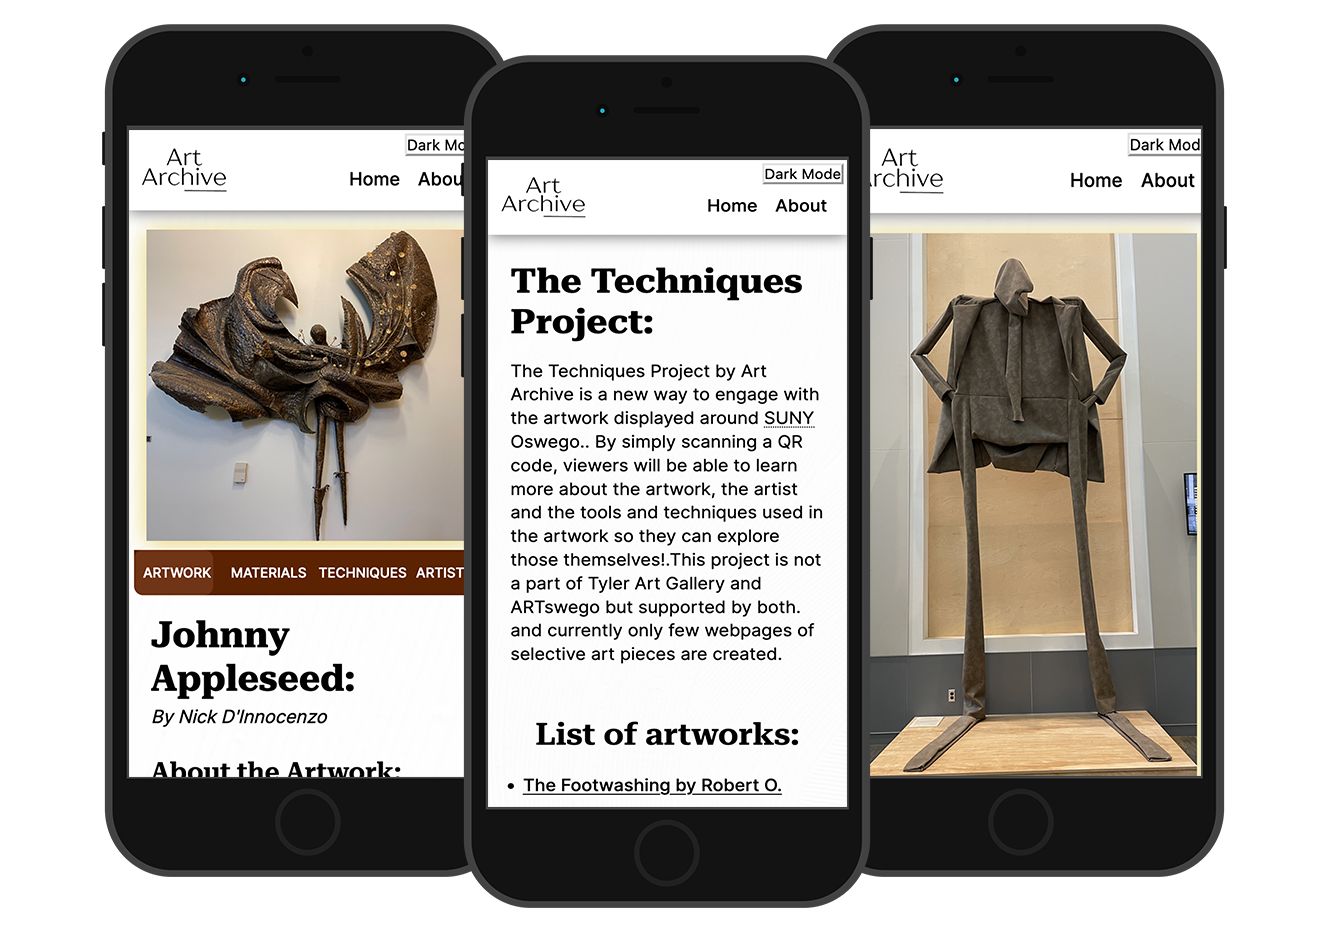 Dark Mo
Art
Archive
Home Abou
ARTWORK MATERIALS TECHNIQUES ARTIST
Johnny
Appleseed:
By Nick D'Innocenzo
About the Artwork:
Dark Mode
Art
Archive
Home About
The Techniques
Project:
The Techniques Project by Art
Archive is a new way to engage with
the artwork displayed around SUNY
Oswego.. By simply scanning a QR
code, viewers will be able to learn
more about the artwork, the artist
and the tools and techniques used in
the artwork so they can explore
those themselves!.This project is not
a part of Tyler Art Gallery and
ARTswego but supported by both.
and currently only few webpages of
selective art pieces are created.
List of artworks:
• The Footwashing by Robert O.
Dark Mod
Art
rchive
Home About